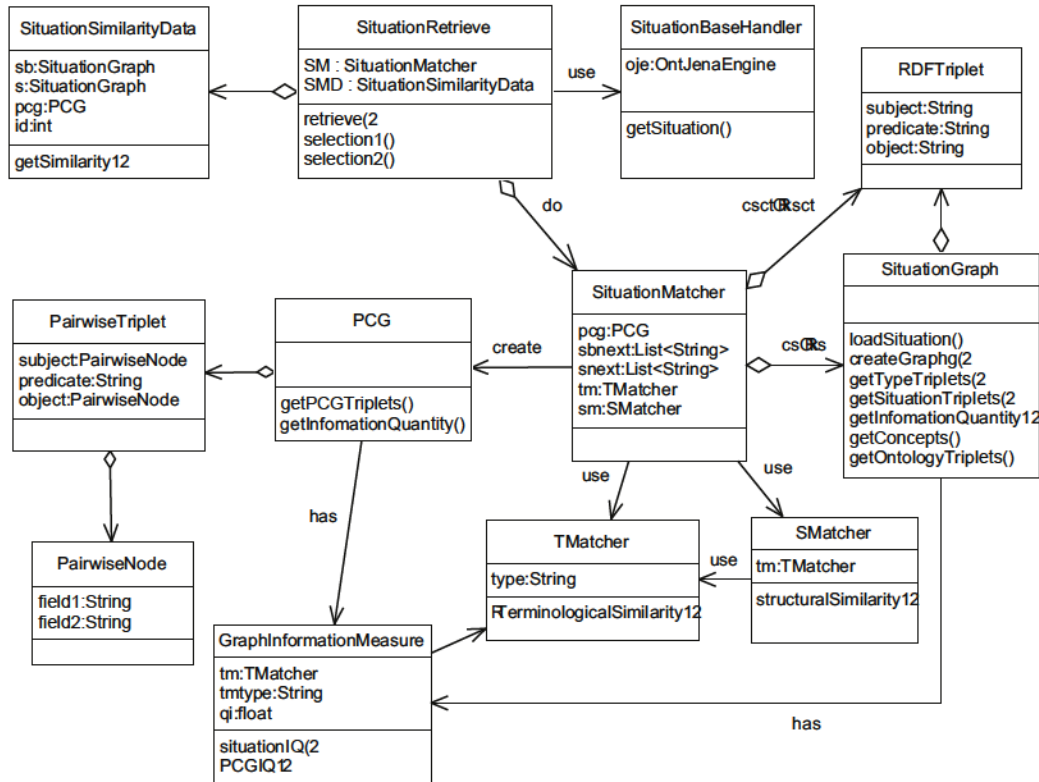 SituationSimilarityData
sb:SituationGraph
s:SituationGraph
pcg:PCG
id:int
getSimilarity12
SituationRetrieve
SM : SituationMatcher
SMD : SituationSimilarityData
retrieve(2
selection1()
selection2()
use
SituationBaseHandler
oje:OntJenaEngine
getSituation()
RDFTriplet
subject:String
predicate:String
object:String
do
SituationMatcher
pcg:PCG
sbnext:List<String>
snext:List<String>
tm:TMatcher
sm:SMatcher
SituationGraph
loadSituation()
createGraphg(2
getTypeTriplets(2
getSituationTriplets(2
getInfomationQuantity12
getConcepts()
getOntologyTriplets()
PairwiseTriplet
subject:PairwiseNode
predicate:String
object:PairwiseNode
PCG
getPCGTriplets()
getInfomationQuantity()
create
has
use
use
PairwiseNode
field1:String
field2:String
TMatcher
type:String
use
SMatcher
tm:TMatcher
structuralSimilarity12
GraphInformationMeasure
tm:TMatcher
tmtype:String
qi:float
situationIQ(2
PCGIQ12
has